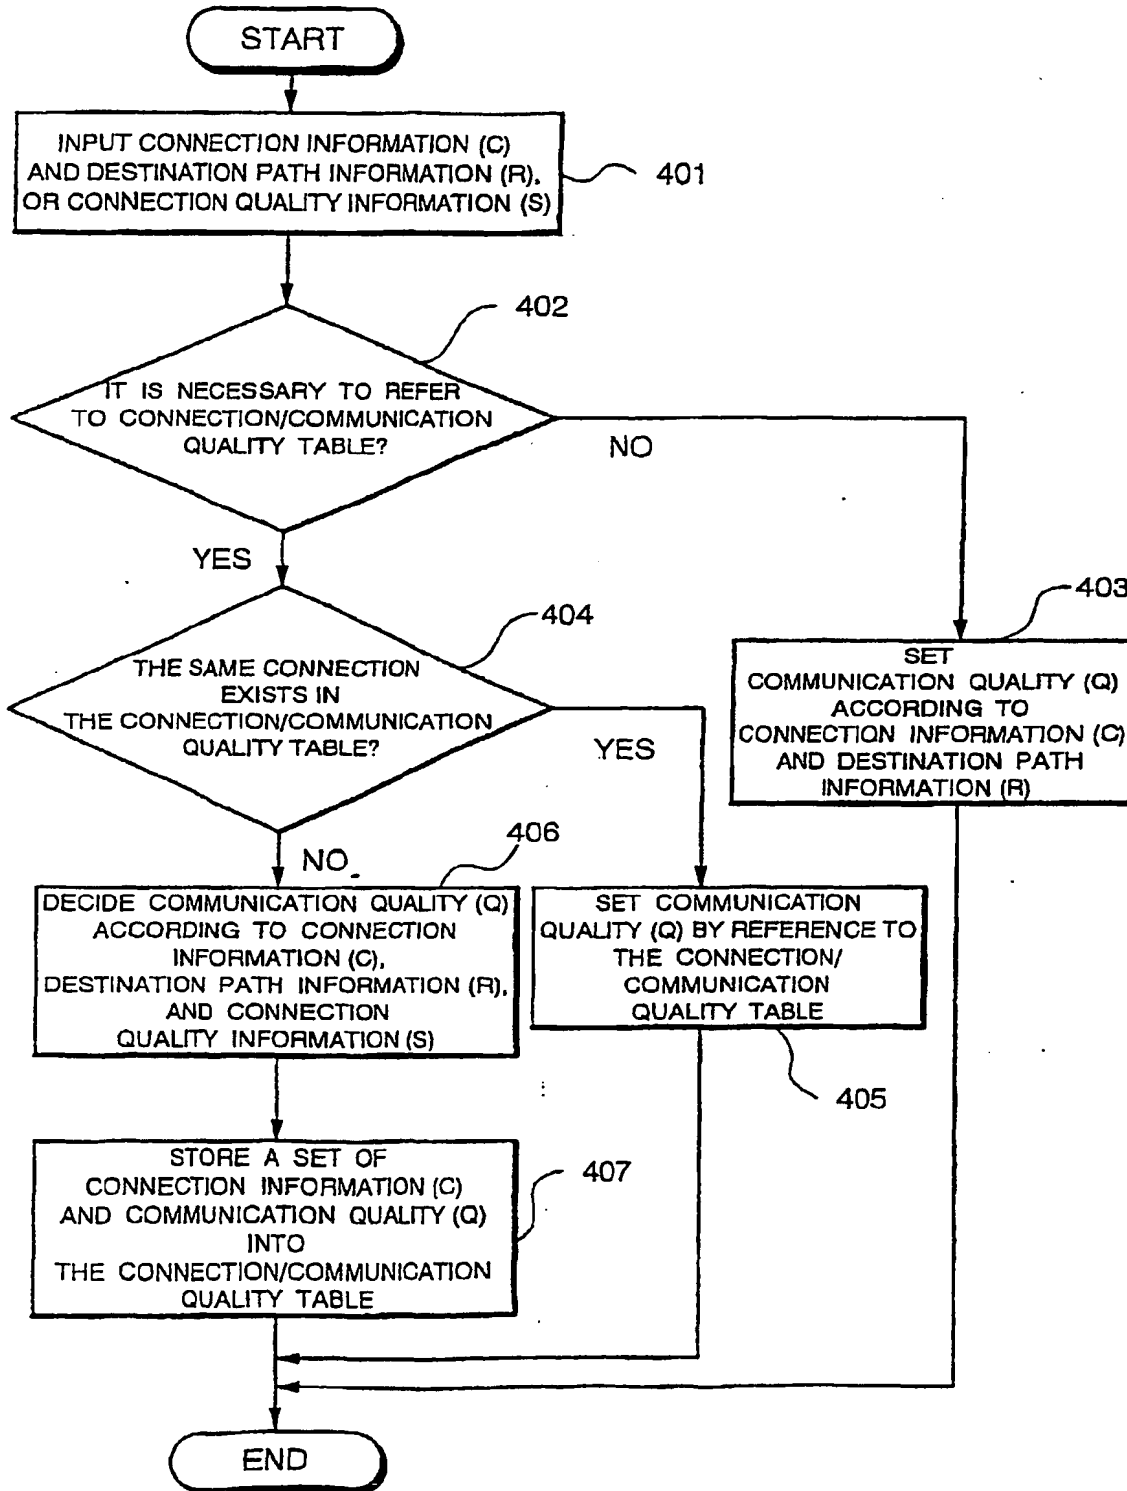 START
INPUT CONNECTION INFORMATION (C)
AND DESTINATION PATH INFORMATION (R),
OR CONNECTION QUALITY INFORMATION (S)
401
402
IT IS NECESSARY TO REFER
TO CONNECTION/COMMUNICATION
QUALITY TABLE?
NO
YES
403
SET
COMMUNICATION QUALITY (Q)
ACCORDING TO
CONNECTION INFORMATION (C)
AND DESTINATION PATH
INFORMATION (R)
404
THE SAME CONNECTION
EXISTS IN
THE CONNECTION/COMMUNICATION
QUALITY TABLE?
YES
NO
406
DECIDE COMMUNICATION QUALITY (Q)
ACCORDING TO CONNECTION
INFORMATION (C),
DESTINATION PATH INFORMATION (R),
AND CONNECTION
QUALITY INFORMATION (S)
SET COMMUNICATION
QUALITY (Q) BY REFERENCE TO
THE CONNECTION/
COMMUNICATION
QUALITY TABLE
405
STORE A SET OF
CONNECTION INFORMATION (C)
AND COMMUNICATION QUALITY (Q)
INTO
THE CONNECTION/COMMUNICATION
QUALITY TABLE
407
END